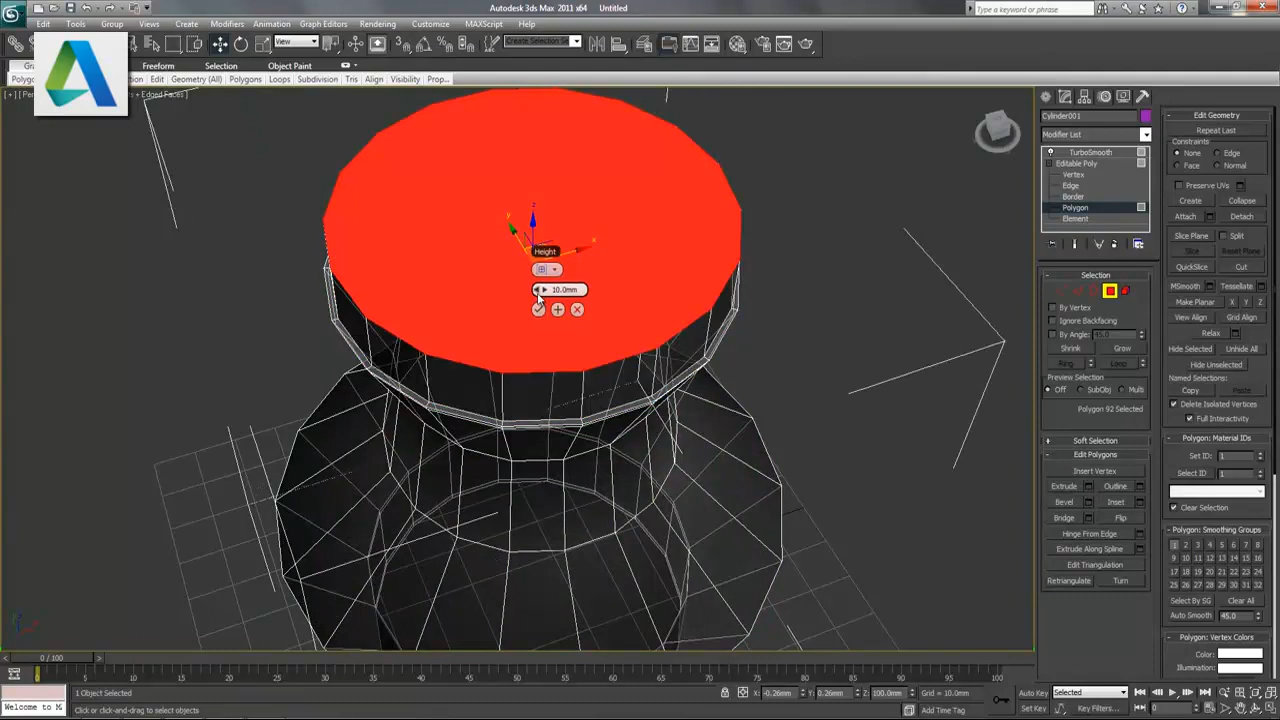 Autodesk 3ds Max 2011 x64 Untitled
Type a keyword or phrase
File Edit Tools Group Views Create Modifiers Animation Graph Editors Rendering Customize MAXScript Help
View
Create Selection Se
Freeform Selection Object Paint
Edit Geometry (All) Polygons Loops Subdivision Tris Align Visibility Prop...
+ Edged Faces ]
Height
10.0mm
x
y
z
Cylinder001
Modifier List
TurboSmooth
Editable Poly
Vertex
Edge
Border
Polygon
Element
Selection
By Vertex
Ignore Backfacing
By Angle: 45.0
Shrink Grow
Ring Loop
Preview Selection
Off SubObj Multi
Polygon 92 Selected
Soft Selection
Edit Polygons
Insert Vertex
Extrude Outline
Bevel Inset
Bridge Flip
Hinge From Edge
Extrude Along Spline
Edit Triangulation
Retriangulate Turn
Edit Geometry
Repeat Last
Constraints
None Edge
Face Normal
Preserve UVs
Create Collapse
Attach Detach
Slice Plane Split
Slice Reset Plane
QuickSlice Cut
MSmooth Tessellate
Make Planar X Y Z
View Align Grid Align
Relax
Hide Selected Unhide All
Hide Unselected
Named Selections:
Copy Paste
Delete Isolated Vertices
Full Interactivity
Polygon: Material IDs
Set ID: 1
Select ID 1
Clear Selection
Polygon: Smoothing Groups
1 2 3 4 5 6 7 8
9 10 11 12 13 14 15 16
17 18 19 20 21 22 23 24
25 26 27 28 29 30 31 32
Select By SG Clear All
Auto Smooth 45.0
Polygon: Vertex Colors
Color:
Illumination:
0 / 100
0 5 10 15 20 25 30 35 40 45 50 55 60 65 70 75 80 85 90 95 100
1 Object Selected X: -0.26mm Y: 0.26mm Z: 100.0mm Grid = 10.0mm Auto Key Selected
Welcome to M Click or click-and-drag to select objects Add Time Tag Set Key Key Filters... 0